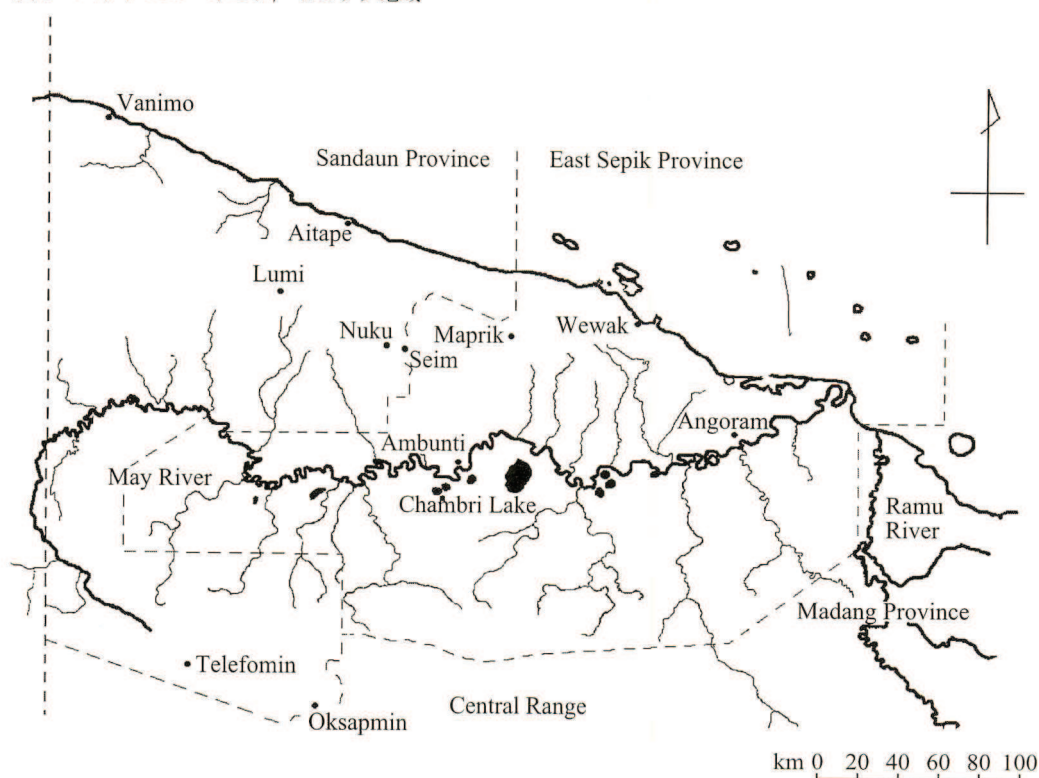 Vanimo
Sandaun Province
East Sepik Province
Aitape
Lumi
Nuku
Seim
Maprik
Wewak
Angoram
Ambunti
May River
Chambri Lake
Ramu
River
Madang Province
Telefomin
Central Range
Oksapmin
km 0 20 40 60 80 100